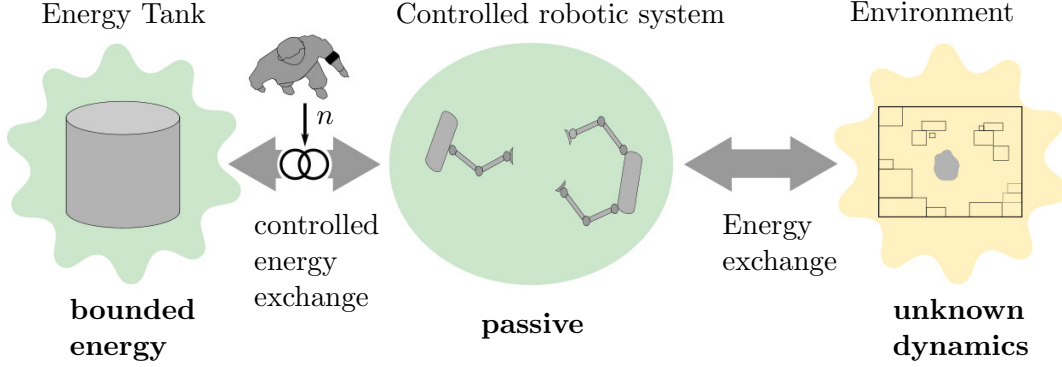 Energy Tank
Controlled robotic system
Environment
n
controlled
energy
exchange
Energy
exchange
bounded
energy
passive
unknown
dynamics